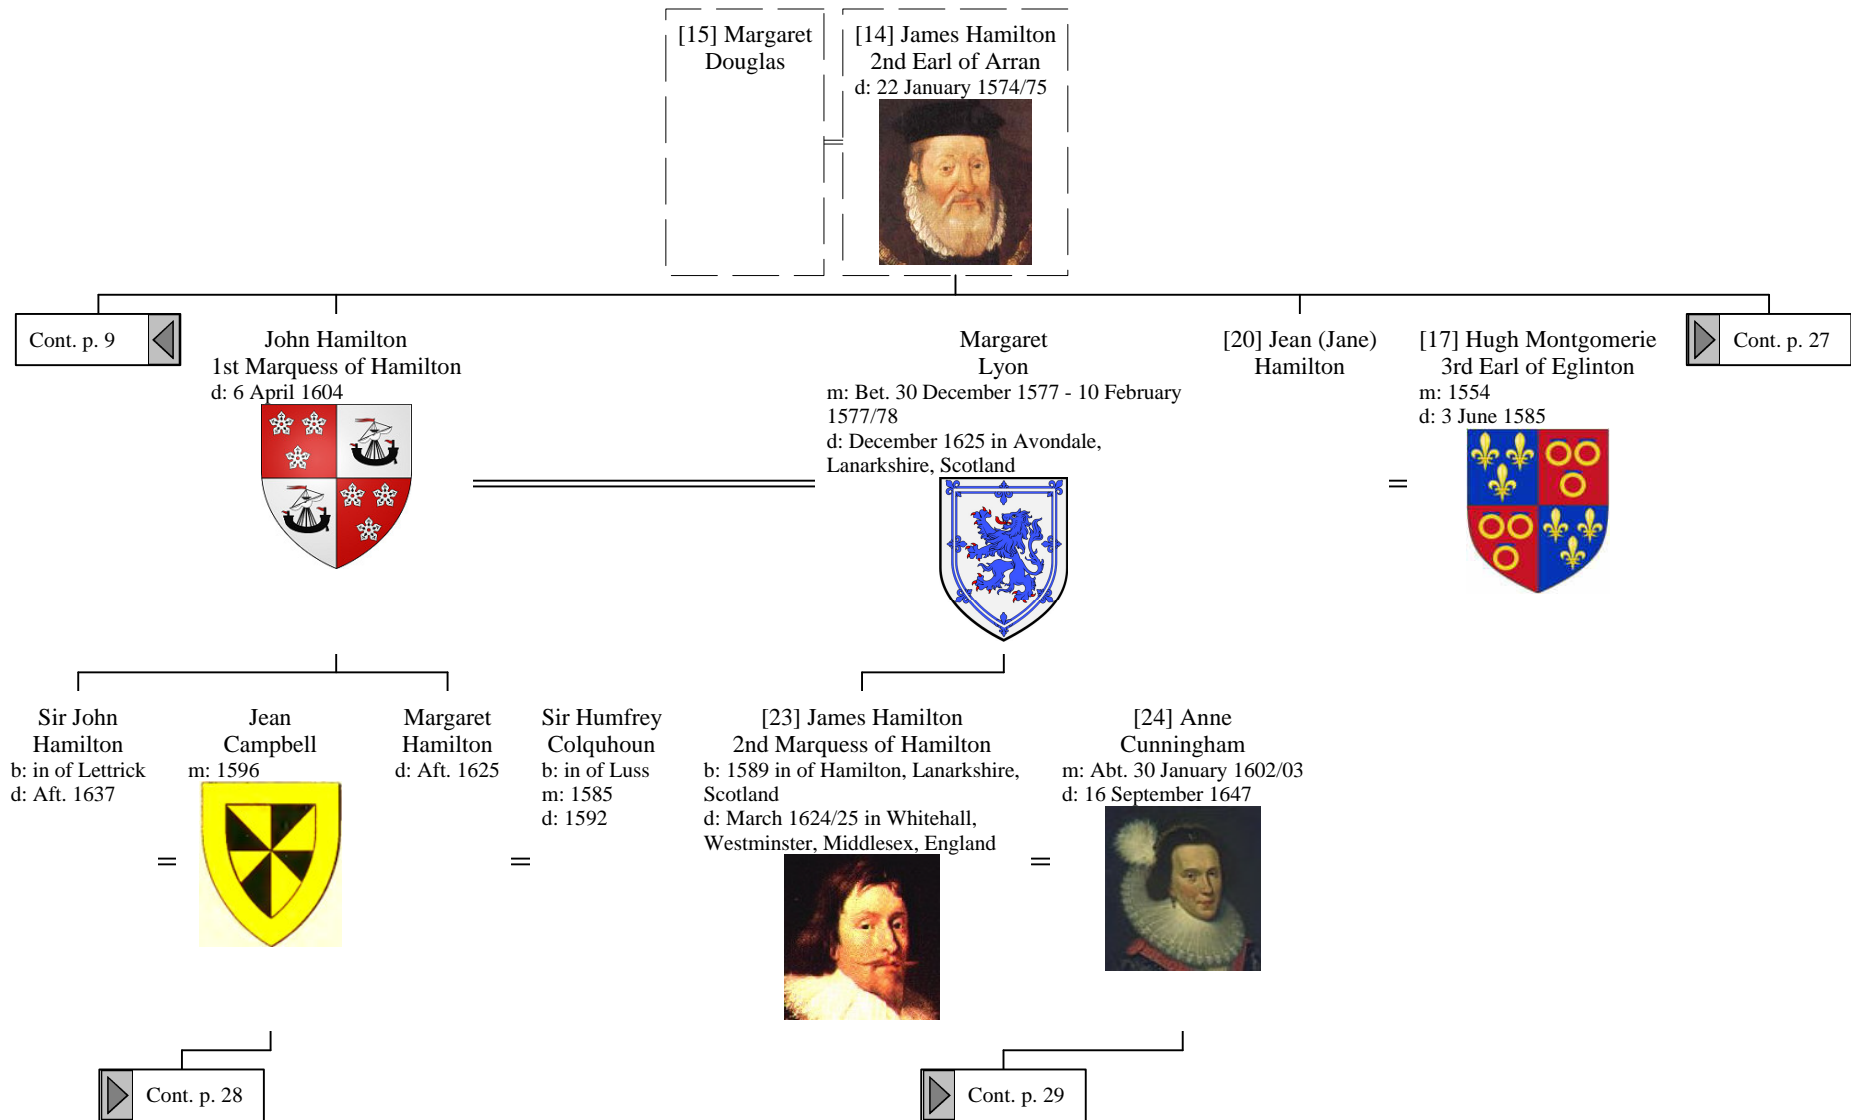 [15] Margaret
Douglas
[14] James Hamilton
2nd Earl of Arran
d: 22 January 1574/75
Cont. p. 9
John Hamilton
1st Marquess of Hamilton
d: 6 April 1604
Margaret
Lyon
m: Bet. 30 December 1577 - 10 February
1577/78
d: December 1625 in Avondale,
Lanarkshire, Scotland
[20] Jean (Jane)
Hamilton
[17] Hugh Montgomerie
3rd Earl of Eglinton
m: 1554
d: 3 June 1585
Cont. p. 27
Sir John
Hamilton
b: in of Lettrick
d: Aft. 1637
Jean
Campbell
m: 1596
Margaret
Hamilton
d: Aft. 1625
Sir Humfrey
Colquhoun
b: in of Luss
m: 1585
d: 1592
[23] James Hamilton
2nd Marquess of Hamilton
b: 1589 in of Hamilton, Lanarkshire,
Scotland
d: March 1624/25 in Whitehall,
Westminster, Middlesex, England
[24] Anne
Cunningham
m: Abt. 30 January 1602/03
d: 16 September 1647
Cont. p. 28
Cont. p. 29